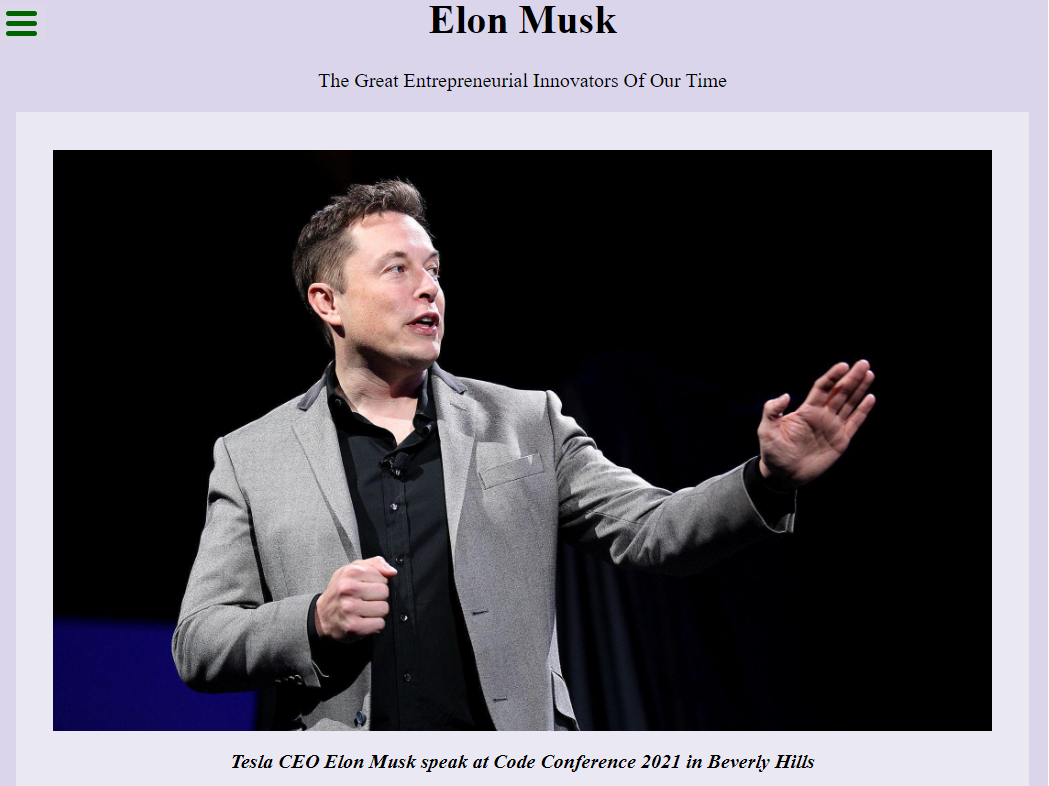 Elon Musk
The Great Entrepreneurial Innovators Of Our Time
Tesla CEO Elon Musk speak at Code Conference 2021 in Beverly Hills